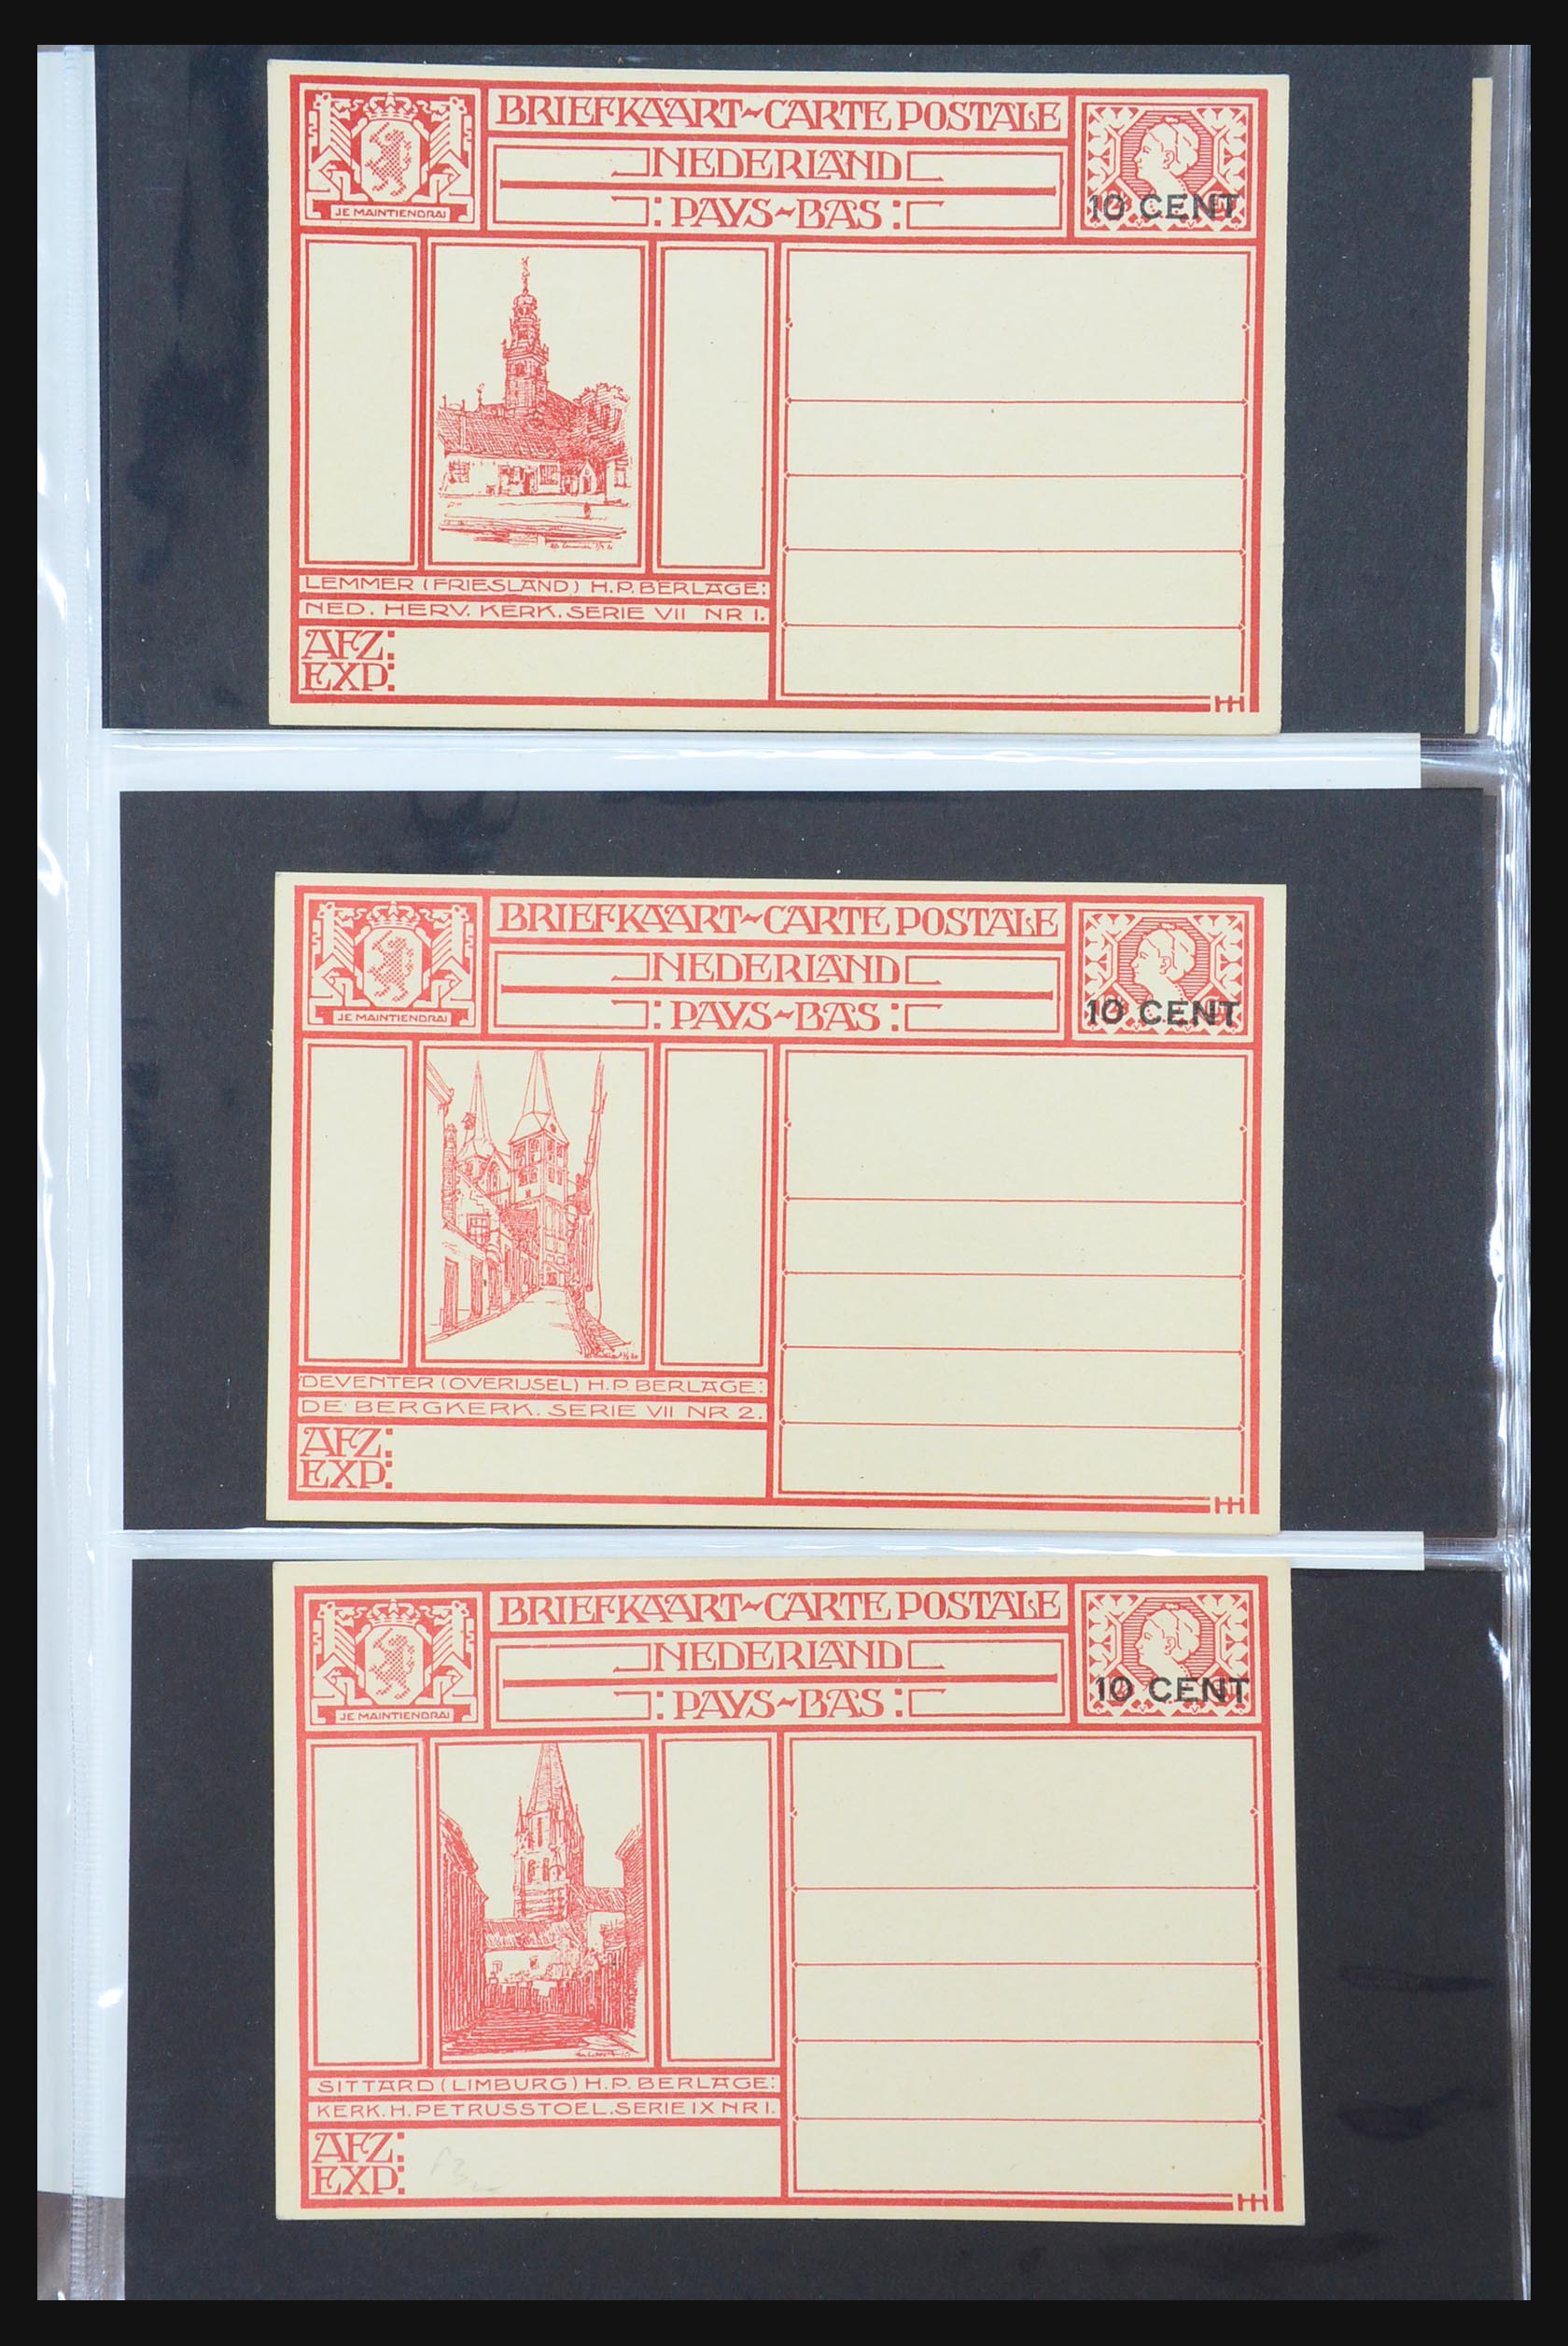 BRIEFKAART~CARTE POSTALE
NEDERLAND
: PAYS~BAS :
JE MAINTIENDRAI
10 CENT
LEMMER (FRIESLAND) H.P. BERLAGE:
NED. HERV. KERK. SERIE VII NR 1.
AFZ:
EXP:
HH
BRIEFKAART~CARTE POSTALE
NEDERLAND
: PAYS~BAS :
JE MAINTIENDRAI
10 CENT
DEVENTER (OVERIJSEL) H.P. BERLAGE:
DE BERGKERK. SERIE VII NR 2.
AFZ:
EXP:
HH
BRIEFKAART~CARTE POSTALE
NEDERLAND
: PAYS~BAS :
JE MAINTIENDRAI
10 CENT
SITTARD (LIMBURG) H.P. BERLAGE:
KERK. H. PETRUSSTOEL. SERIE IX NR 1.
AFZ:
EXP:
HH